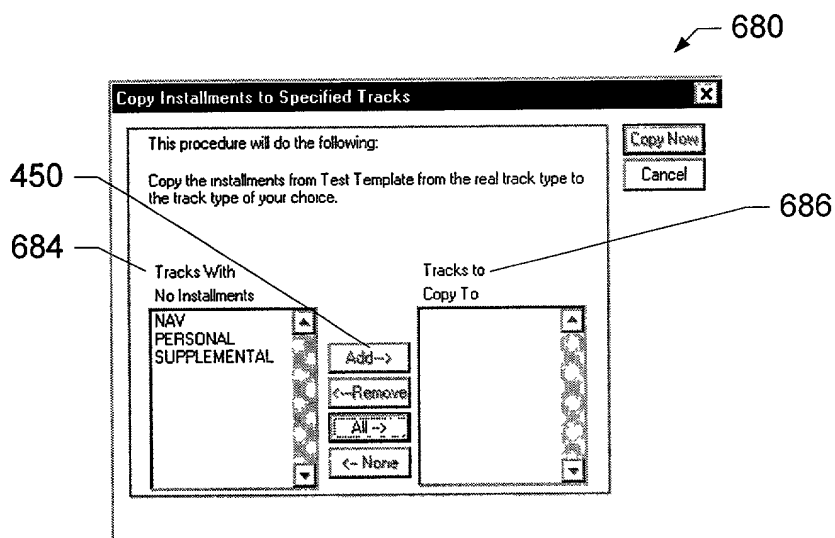 680
Copy Installments to Specified Tracks
This procedure will do the following:
Copy Now
Copy the installments from Test Template from the real track type to
the track type of your choice.
Cancel
450
684
686
Tracks With
No Installments
Tracks to
Copy To
NAV
PERSONAL
SUPPLEMENTAL
Add-->
<--Remove
All -->
<-- None